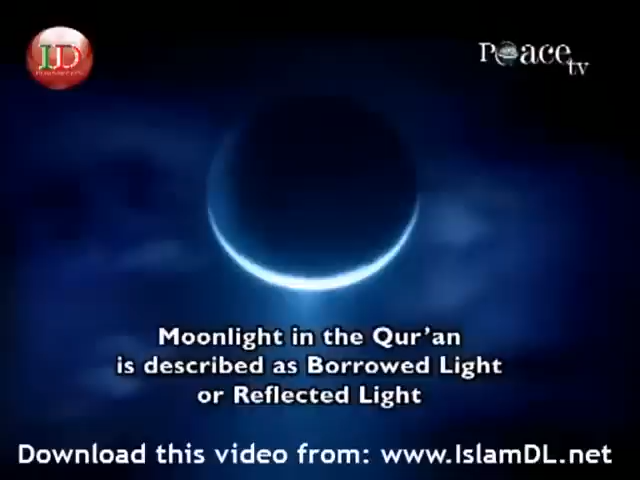 IJD
Peace tv
Moonlight in the Qur'an
is described as Borrowed Light
or Reflected Light
Download this video from: www.IslamDL.net